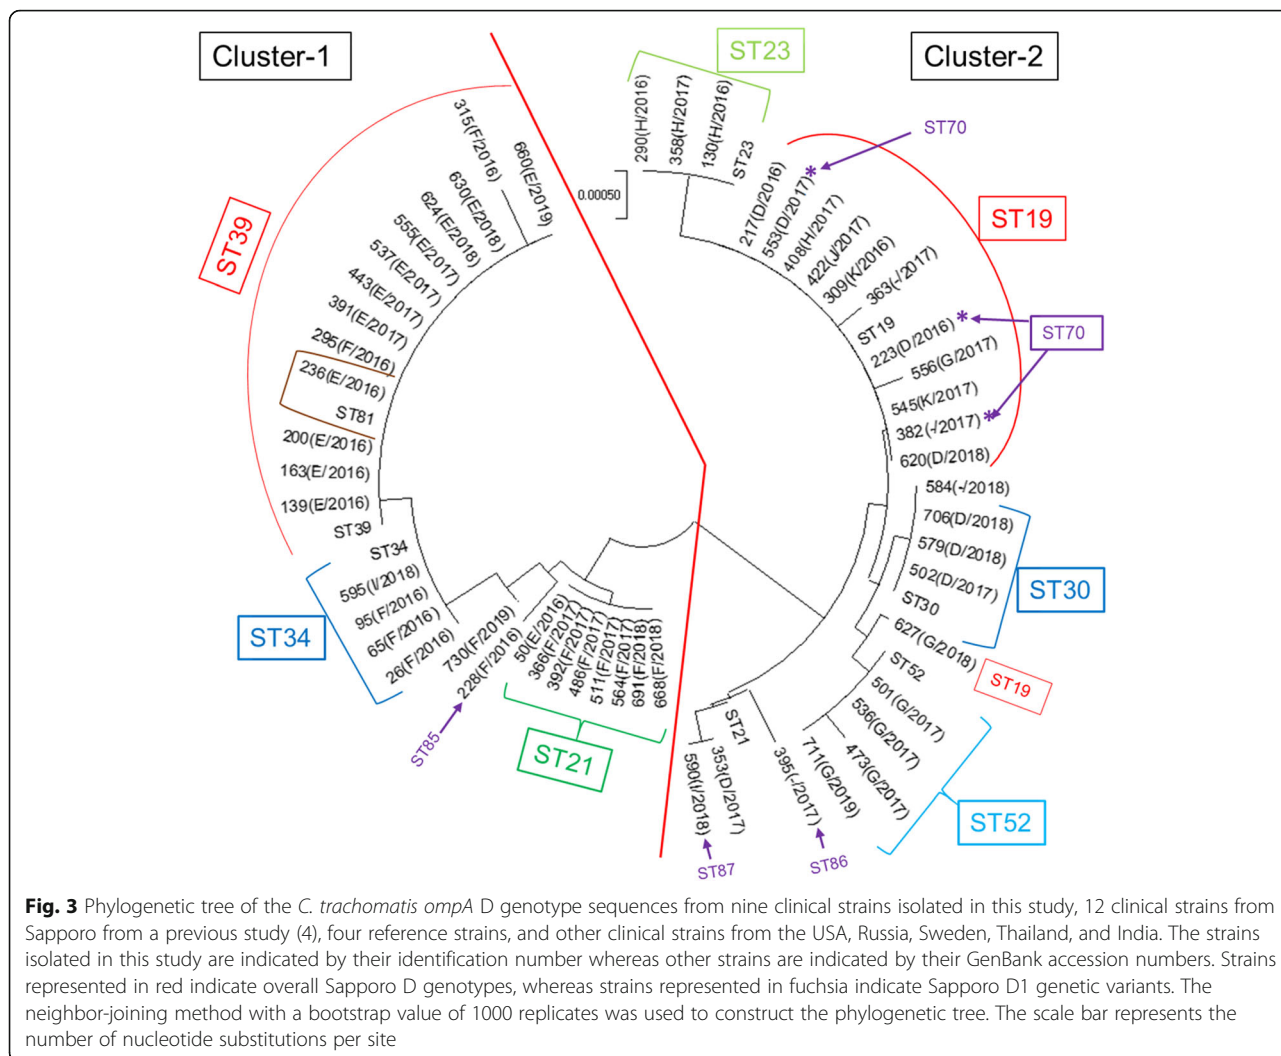 Cluster-1
Cluster-2
ST23
290(H/2016)
358(H/2017)
130(H/2016)
ST23
0.00050
217(D/2016)
553(D/2017)*
ST70
408(H/2017)
422(J/2017)
309(K/2016)
363(-/2017)
ST19
ST19
223(D/2016)*
ST70
556(G/2017)
545(K/2017)
382(-/2017)*
620(D/2018)
584(-/2018)
706(D/2018)
579(D/2018)
502(D/2017)
ST30
ST30
627(G/2018)
ST19
ST52
501(G/2017)
536(G/2017)
473(G/2017)
711(G/2019)
ST52
395(-/2017)
ST86
ST21
353(D/2017)
590(I/2018)
ST87
668(F/2018)
691(F/2018)
564(F/2017)
511(F/2017)
486(F/2017)
392(F/2017)
366(F/2017)
50(E/2016)
ST21
228(F/2016)
ST85
730(F/2019)
26(F/2016)
65(F/2016)
95(F/2016)
595(I/2018)
ST34
ST34
ST39
139(E/2016)
163(E/2016)
200(E/2016)
ST81
236(E/2016)
295(F/2016)
391(E/2017)
443(E/2017)
537(E/2017)
555(E/2017)
624(E/2018)
630(E/2018)
315(F/2016)
660(E/2019)
ST39
Fig. 3 Phylogenetic tree of the C. trachomatis ompA D genotype sequences from nine clinical strains isolated in this study, 12 clinical strains from
Sapporo from a previous study (4), four reference strains, and other clinical strains from the USA, Russia, Sweden, Thailand, and India. The strains
isolated in this study are indicated by their identification number whereas other strains are indicated by their GenBank accession numbers. Strains
represented in red indicate overall Sapporo D genotypes, whereas strains represented in fuchsia indicate Sapporo D1 genetic variants. The
neighbor-joining method with a bootstrap value of 1000 replicates was used to construct the phylogenetic tree. The scale bar represents the
number of nucleotide substitutions per site